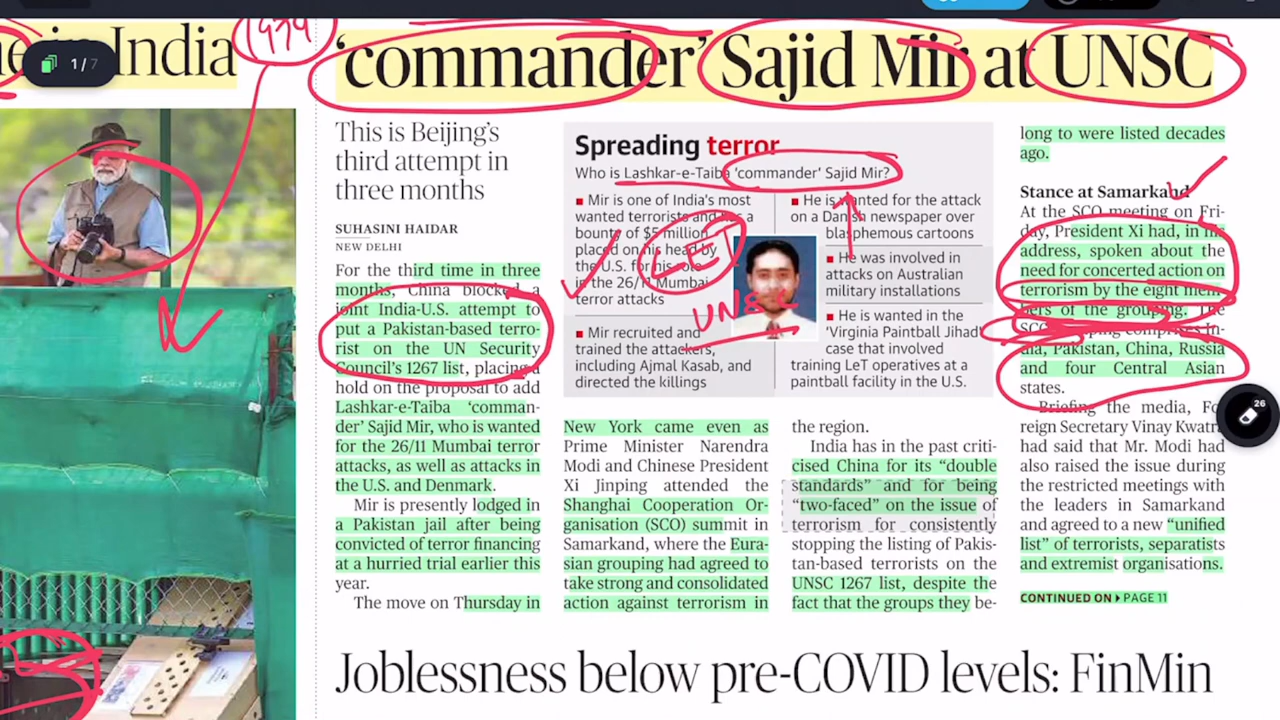 e in India
1 / 7
‘commander’ Sajid Mir at UNSC
This is Beijing’s
third attempt in
three months
SUHASINI HAIDAR
NEW DELHI
For the third time in three
months, China blocked a
joint India-U.S. attempt to
put a Pakistan-based terro-
rist on the UN Security
Council’s 1267 list, placing a
hold on the proposal to add
Lashkar-e-Taiba ‘comman-
der’ Sajid Mir, who is wanted
for the 26/11 Mumbai terror
attacks, as well as attacks in
the U.S. and Denmark.
Mir is presently lodged in
a Pakistan jail after being
convicted of terror financing
at a hurried trial earlier this
year.
The move on Thursday in
Spreading terror
Who is Lashkar-e-Taiba ‘commander’ Sajid Mir?
■ Mir is one of India’s most
wanted terrorists and has a
bounty of $5 million
placed on his head by
the U.S. for his role
in the 26/11 Mumbai
terror attacks
■ Mir recruited and
trained the attackers,
including Ajmal Kasab, and
directed the killings
LET
UNSC
■ He is wanted for the attack
on a Danish newspaper over
blasphemous cartoons
■ He was involved in
attacks on Australian
military installations
■ He is wanted in the
‘Virginia Paintball Jihad’
case that involved
training LeT operatives at a
paintball facility in the U.S.
New York came even as
Prime Minister Narendra
Modi and Chinese President
Xi Jinping attended the
Shanghai Cooperation Or-
ganisation (SCO) summit in
Samarkand, where the Eura-
sian grouping had agreed to
take strong and consolidated
action against terrorism in
the region.
India has in the past criti-
cised China for its “double
standards” and for being
“two-faced” on the issue of
terrorism for consistently
stopping the listing of Pakis-
tan-based terrorists on the
UNSC 1267 list, despite the
fact that the groups they be-
long to were listed decades
ago.
Stance at Samarkand
At the SCO meeting on Fri-
day, President Xi had, in his
address, spoken about the
need for concerted action on
terrorism by the eight mem-
bers of the grouping. The
SCO grouping comprises In-
dia, Pakistan, China, Russia
and four Central Asian
states.
Briefing the media, Fo-
reign Secretary Vinay Kwatra
had said that Mr. Modi had
also raised the issue during
the restricted meetings with
the leaders in Samarkand
and agreed to a new “unified
list” of terrorists, separatists
and extremist organisations.
CONTINUED ON ▸ PAGE 11
26
Joblessness below pre-COVID levels: FinMin